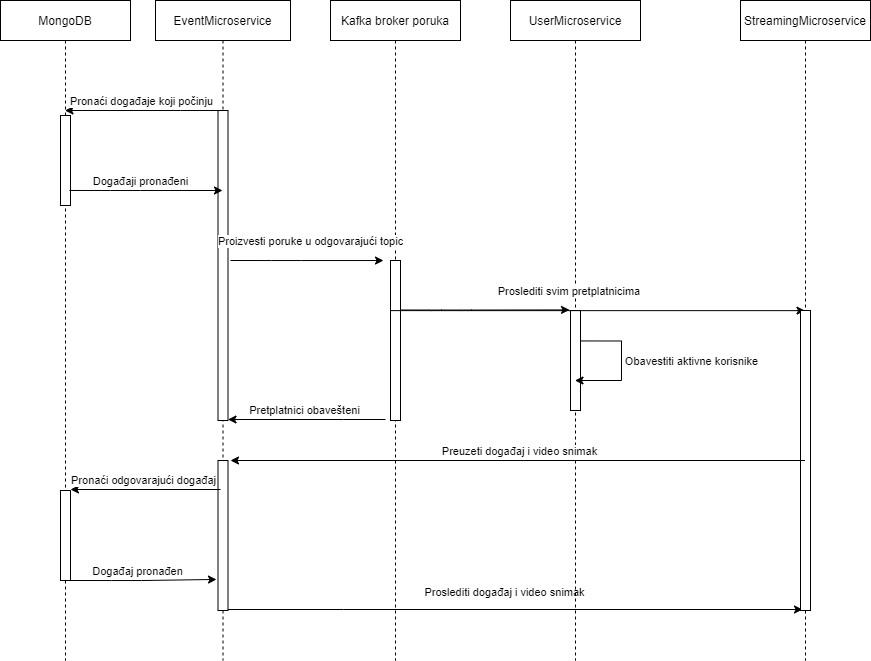 MongoDB
EventMicroservice
Kafka broker poruka
UserMicroservice
StreamingMicroservice
Pronaći događaje koji počinju
Događaji pronađeni
Proizvesti poruke u odgovarajući topic
Proslediti svim pretplatnicima
Obavestiti aktivne korisnike
Pretplatnici obavešteni
Preuzeti događaj i video snimak
Pronaći odgovarajući događaj
Događaj pronađen
Proslediti događaj i video snimak